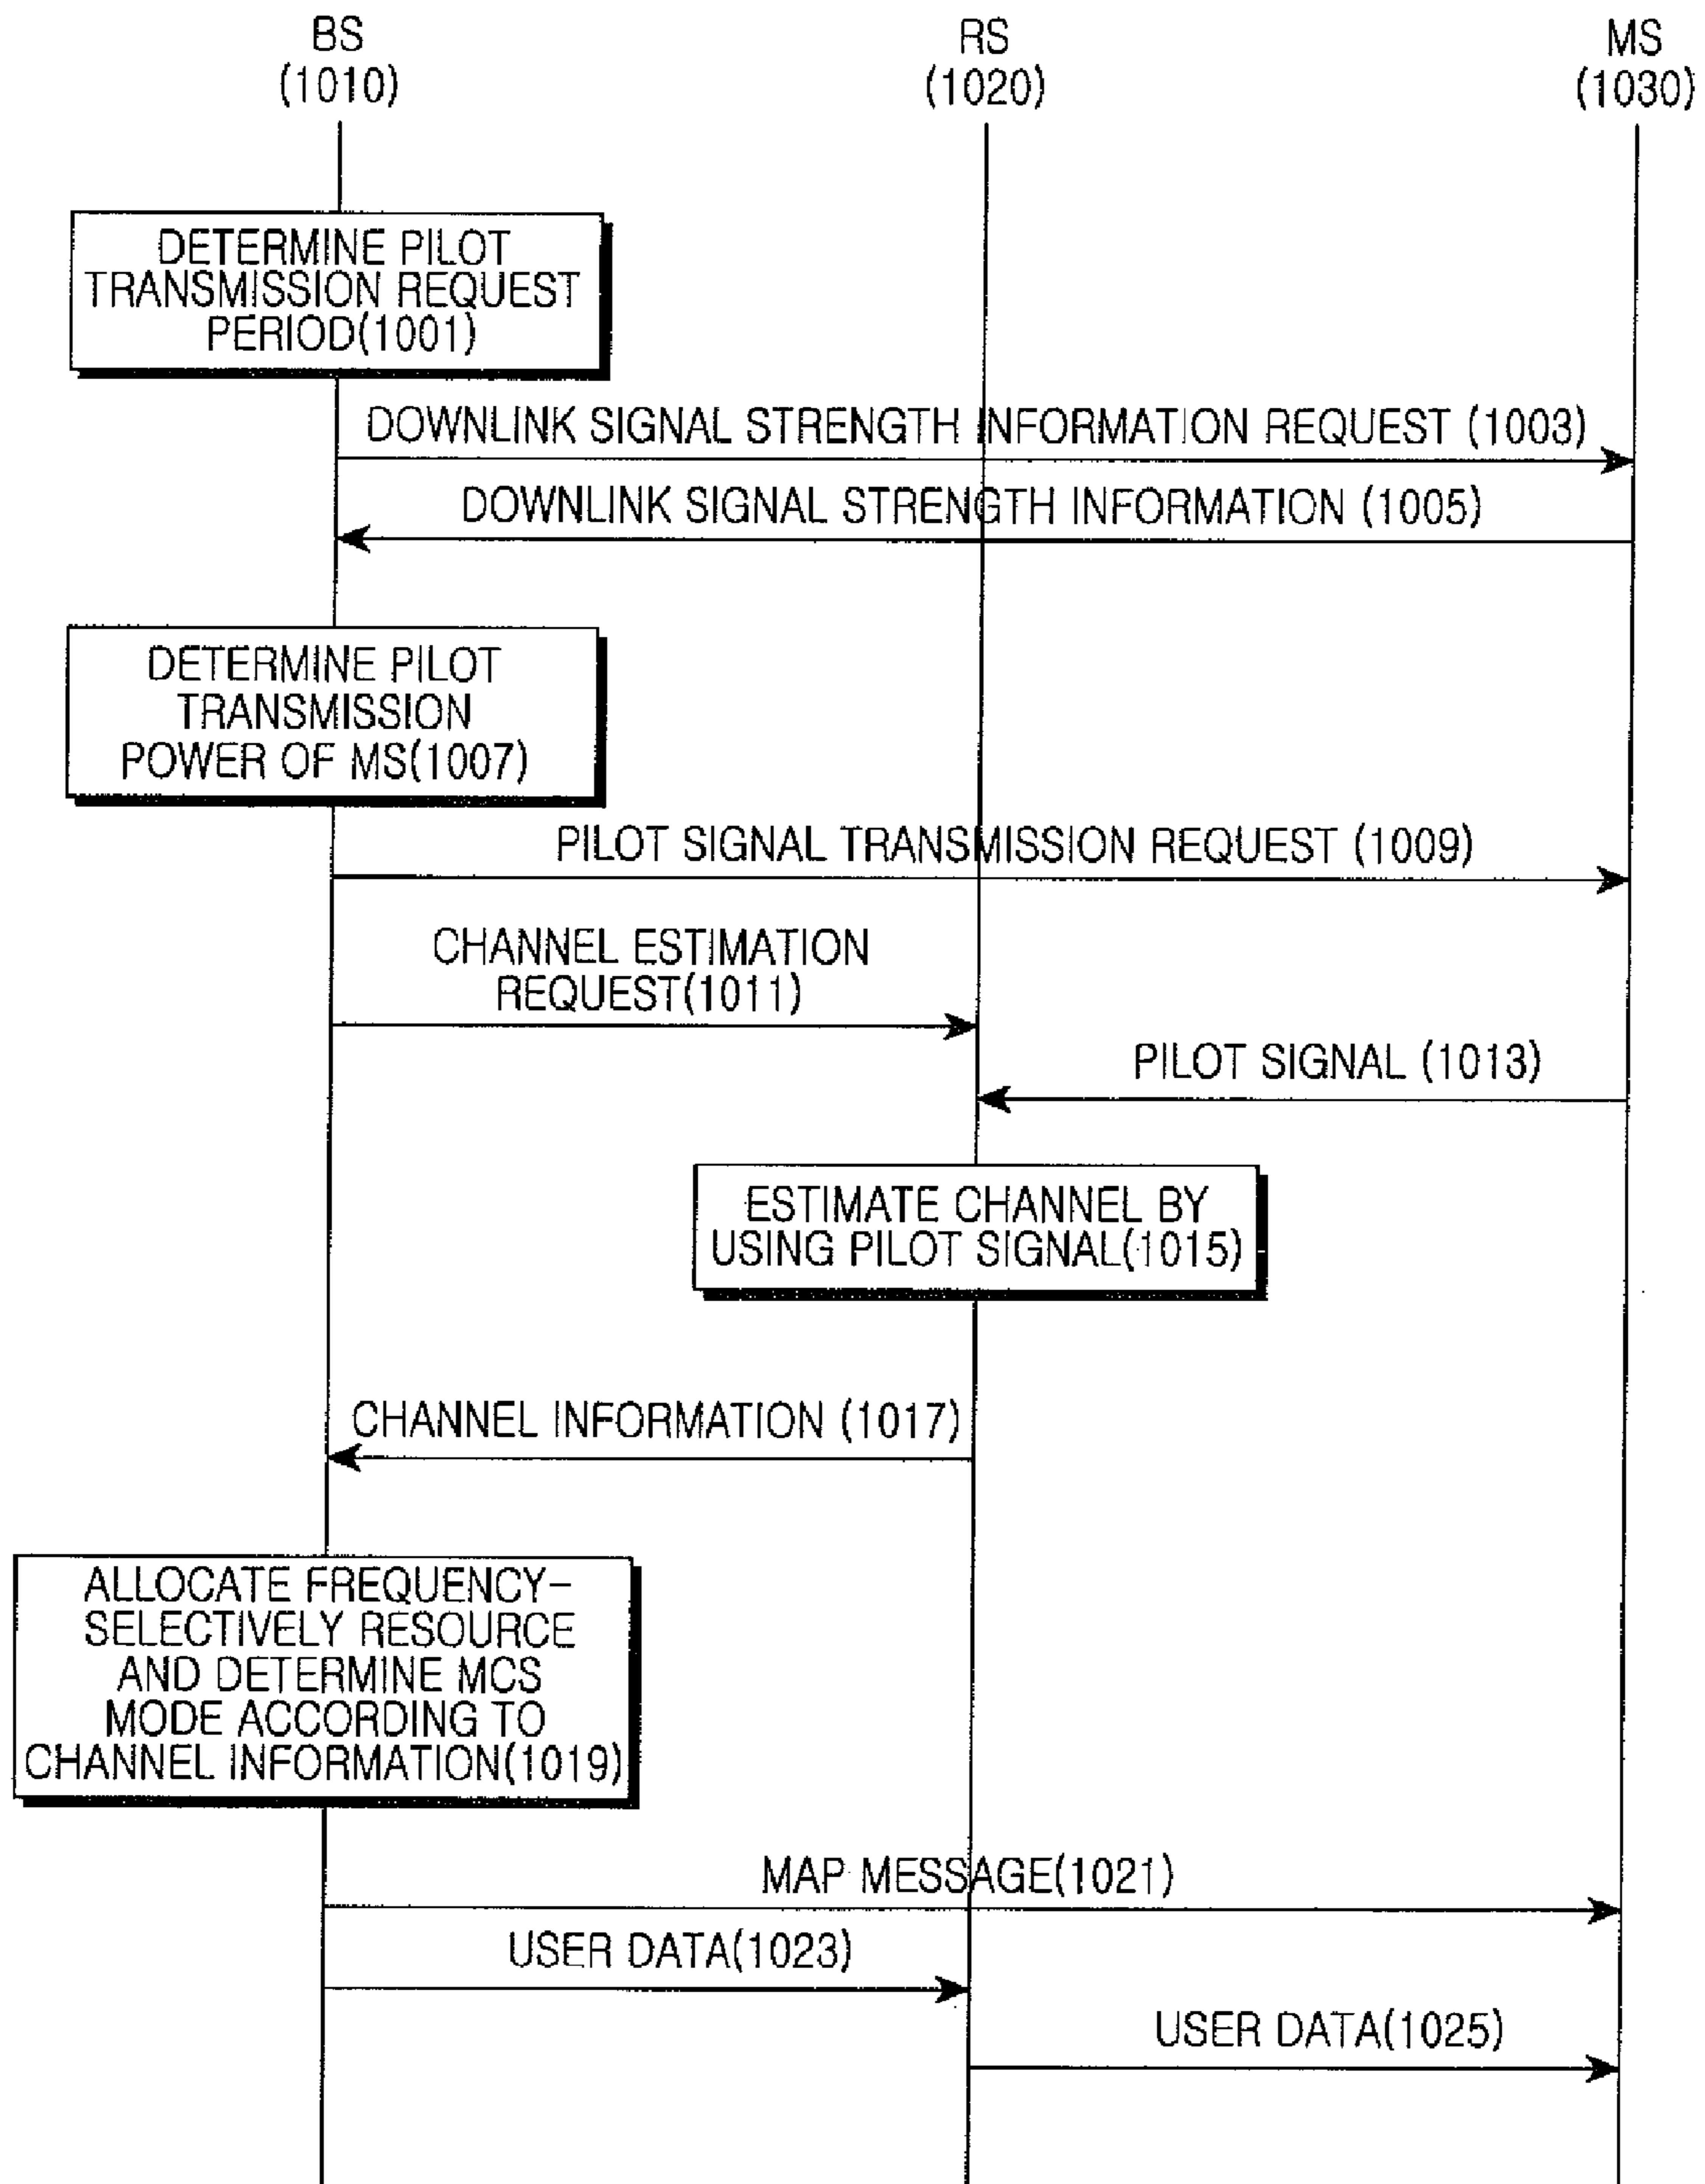 BS
(1010)
RS
(1020)
MS
(1030)
DETERMINE PILOT
TRANSMISSION REQUEST
PERIOD(1001)
DOWNLINK SIGNAL STRENGTH INFORMATION REQUEST (1003)
DOWNLINK SIGNAL STRENGTH INFORMATION (1005)
DETERMINE PILOT
TRANSMISSION
POWER OF MS(1007)
PILOT SIGNAL TRANSMISSION REQUEST (1009)
CHANNEL ESTIMATION
REQUEST(1011)
PILOT SIGNAL (1013)
ESTIMATE CHANNEL BY
USING PILOT SIGNAL(1015)
CHANNEL INFORMATION (1017)
ALLOCATE FREQUENCY-
SELECTIVELY RESOURCE
AND DETERMINE MCS
MODE ACCORDING TO
CHANNEL INFORMATION(1019)
MAP MESSAGE(1021)
USER DATA(1023)
USER DATA(1025)